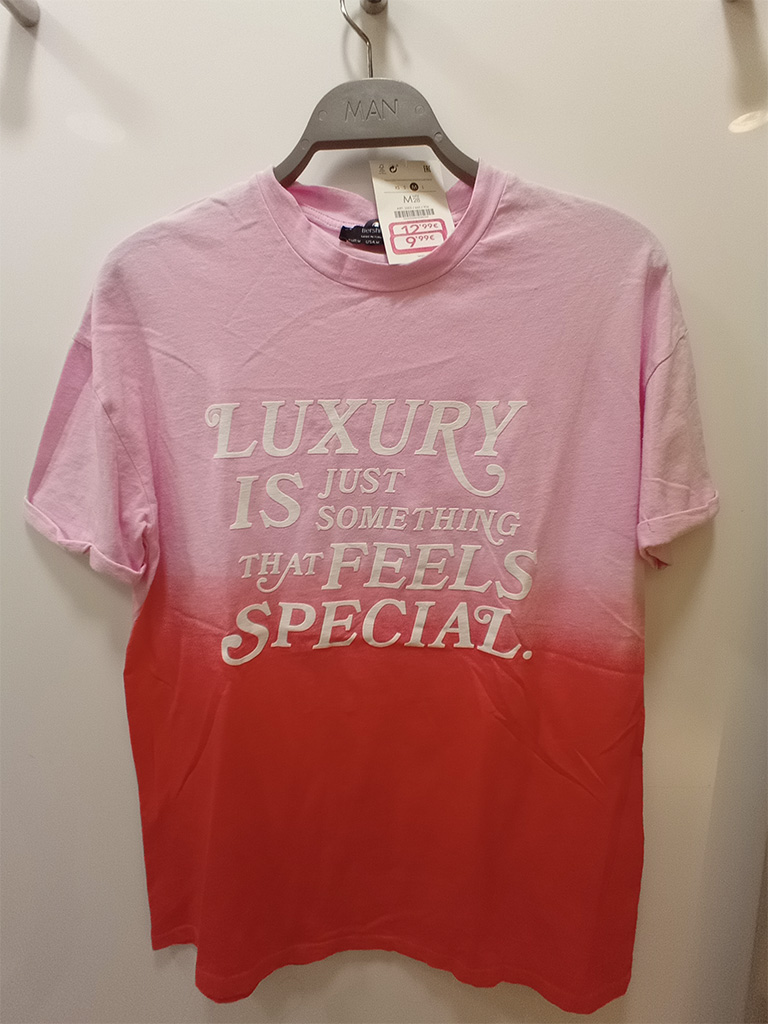 MAN
M
12'99€
9'99€
LUXURY
IS JUST
SOMETHING
THAT FEELS
SPECIAL.